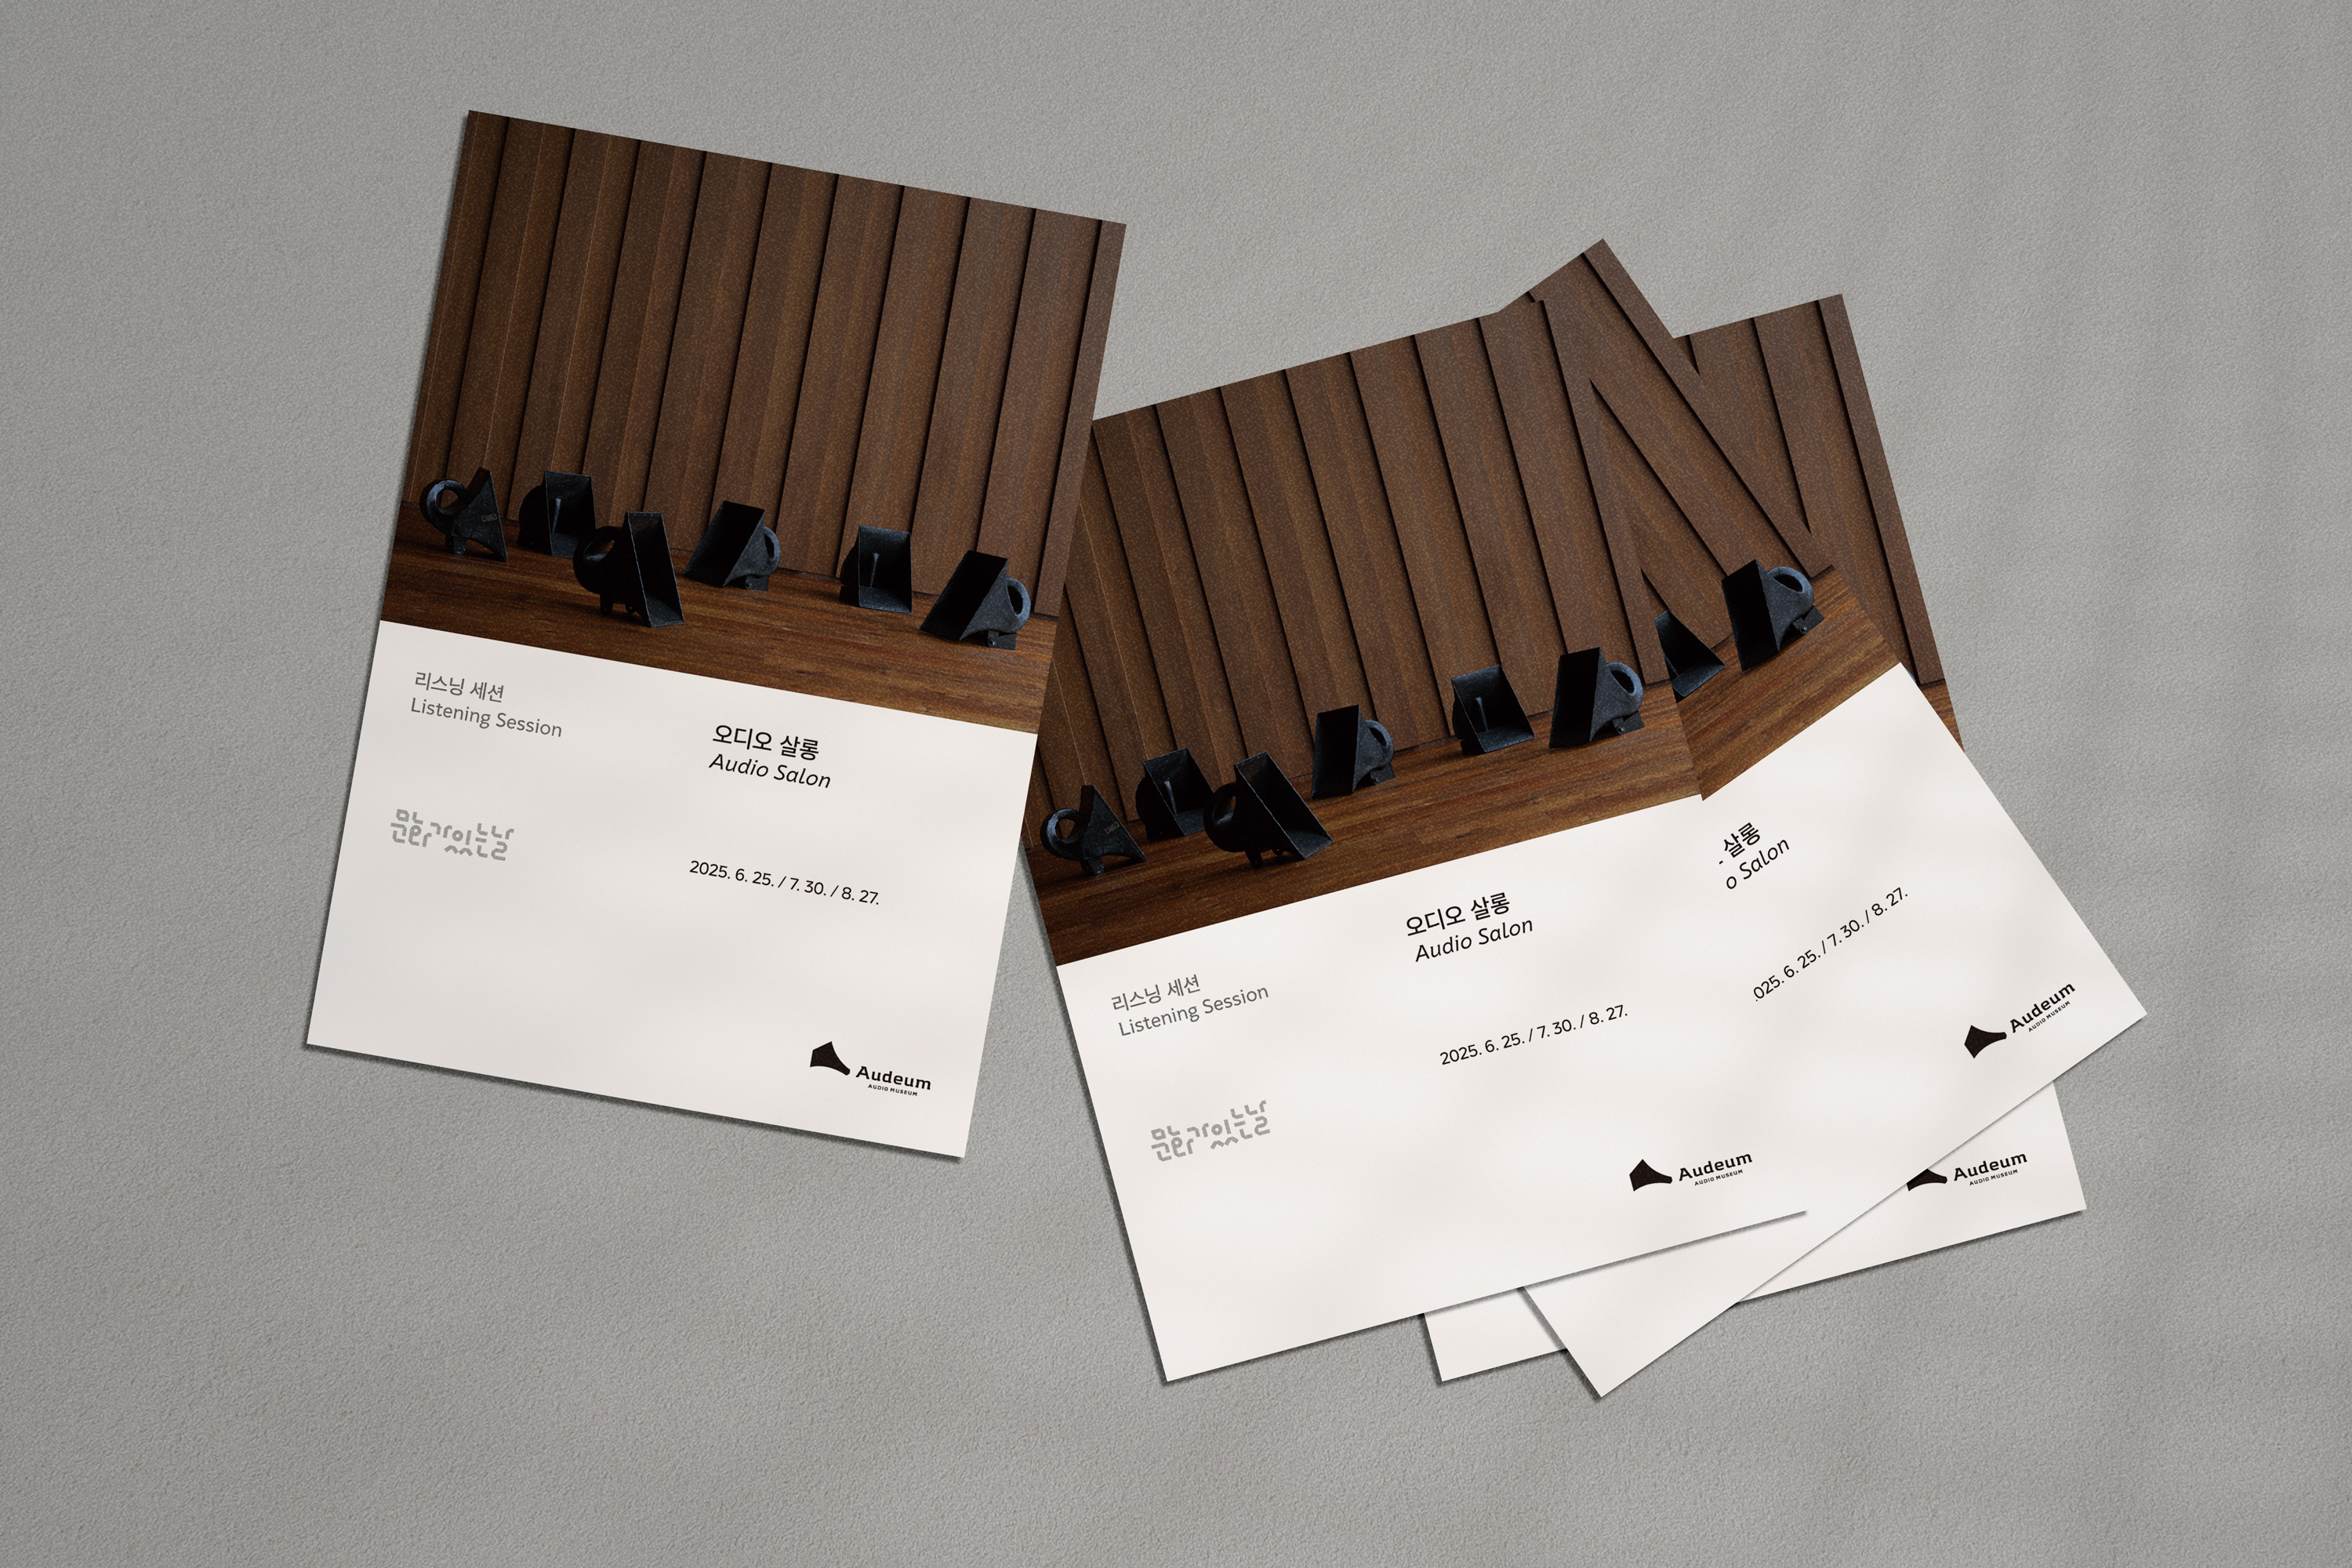 리스닝 세션
Listening Session
오디오 살롱
Audio Salon
문화가있는날
2025. 6. 25. / 7. 30. / 8. 27.
Audeum
AUDIO MUSEUM
리스닝 세션
Listening Session
오디오 살롱
Audio Salon
문화가있는날
2025. 6. 25. / 7. 30. / 8. 27.
Audeum
AUDIO MUSEUM
살롱
o Salon
025. 6. 25. / 7. 30. / 8. 27.
Audeum
AUDIO MUSEUM
Audeum
AUDIO MUSEUM